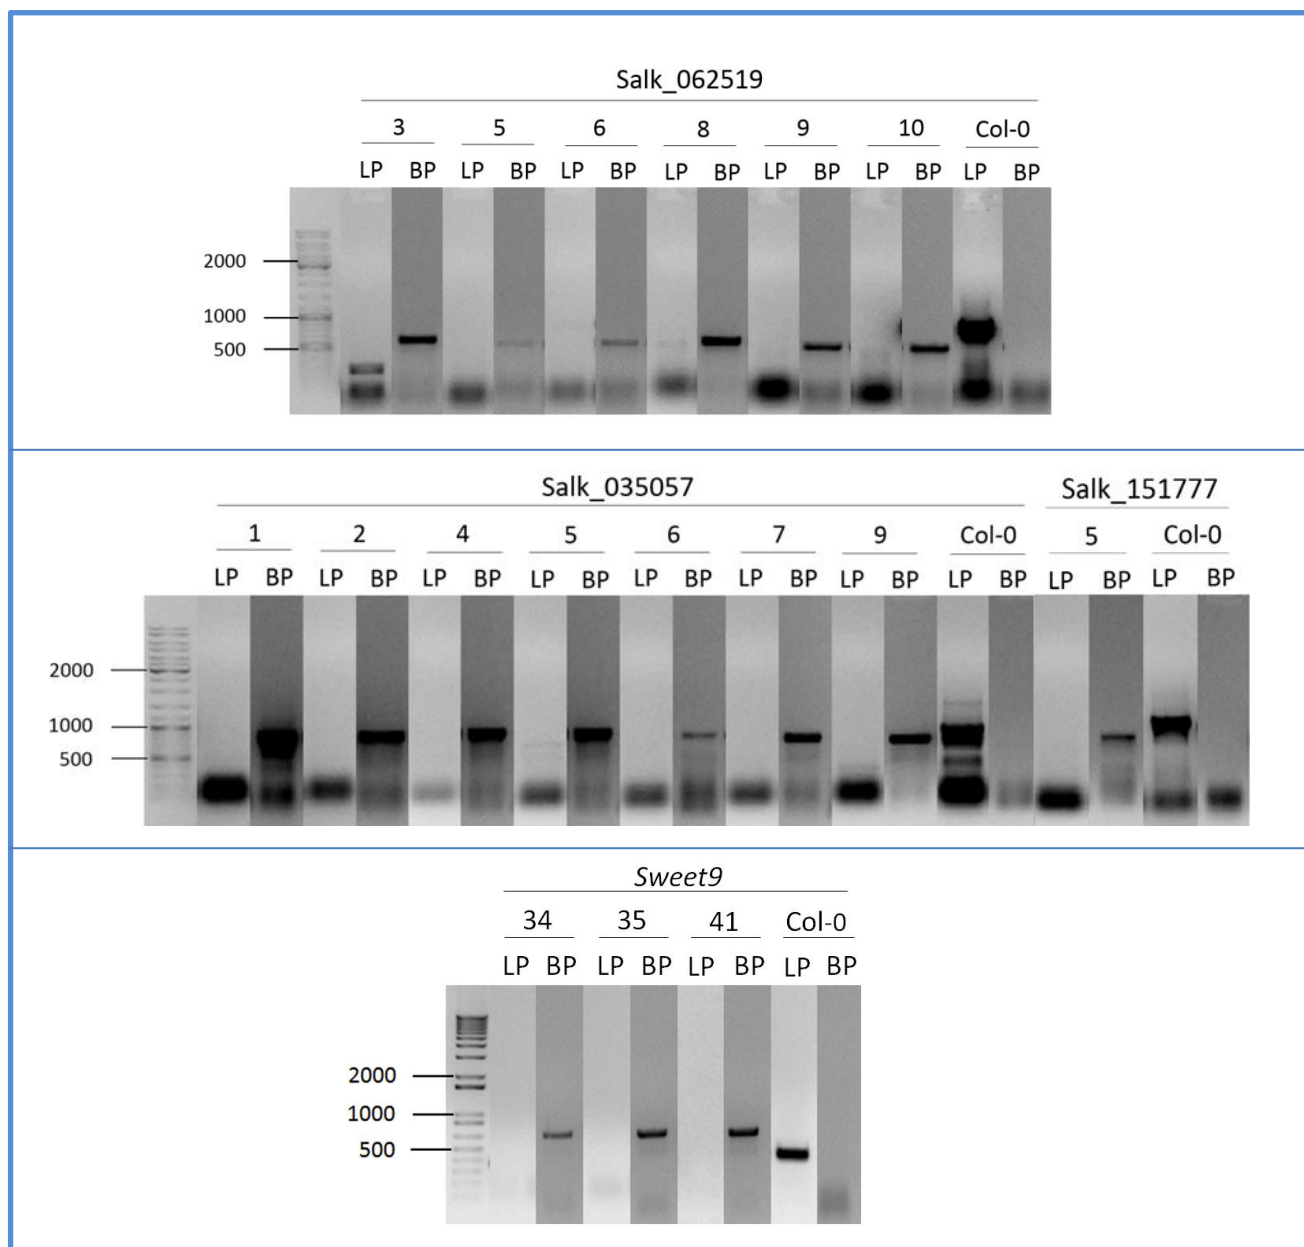 Salk_062519
3 5 6 8 9 10 Col-0
LP BP LP BP LP BP LP BP LP BP LP BP LP BP
2000
1000
500
Salk_035057 Salk_151777
1 2 4 5 6 7 9 Col-0 5 Col-0
LP BP LP BP LP BP LP BP LP BP LP BP LP BP LP BP LP BP LP BP
2000
1000
500
Sweet9
34 35 41 Col-0
LP BP LP BP LP BP LP BP
2000
1000
500